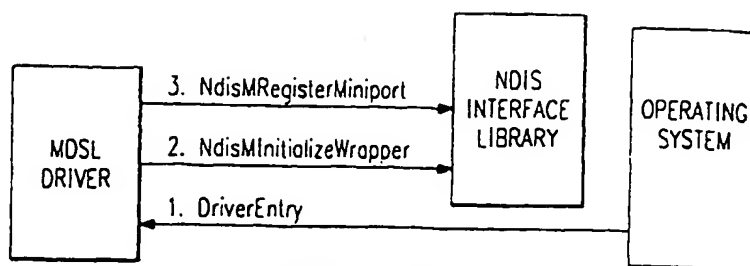 MDSL
DRIVER
3. NdisMRegisterMiniport
2. NdisMInitializeWrapper
1. DriverEntry
NDIS
INTERFACE
LIBRARY
OPERATING
SYSTEM